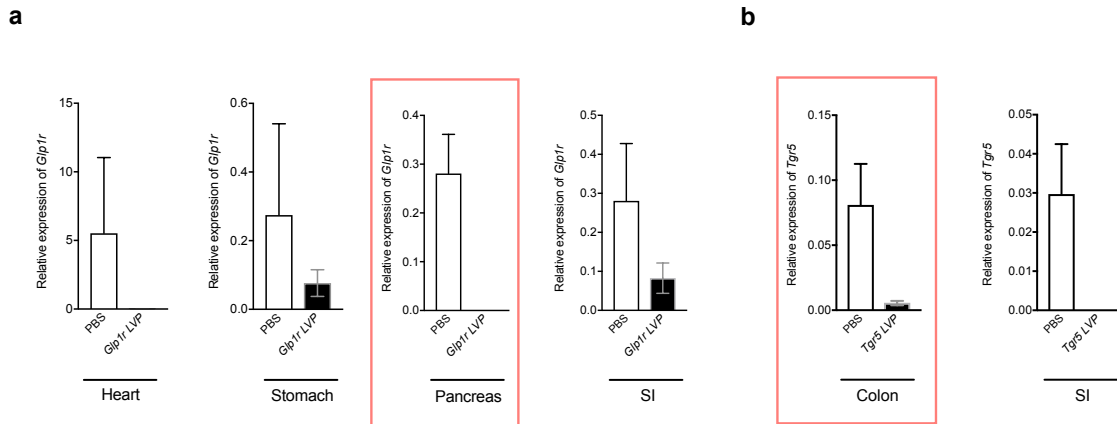 a
b
Relative expression of Glp1r
15
10
5
0
PBS
Glp1r LVP
Heart
Relative expression of Glp1r
0.6
0.4
0.2
0.0
PBS
Glp1r LVP
Stomach
Relative expression of Glp1r
0.4
0.3
0.2
0.1
0.0
PBS
Glp1r LVP
Pancreas
Relative expression of Glp1r
0.5
0.4
0.3
0.2
0.1
0.0
PBS
Glp1r LVP
SI
Relative expression of Tgr5
0.15
0.10
0.05
0.00
PBS
Tgr5 LVP
Colon
Relative expression of Tgr5
0.05
0.04
0.03
0.02
0.01
0.00
PBS
Tgr5 LVP
SI